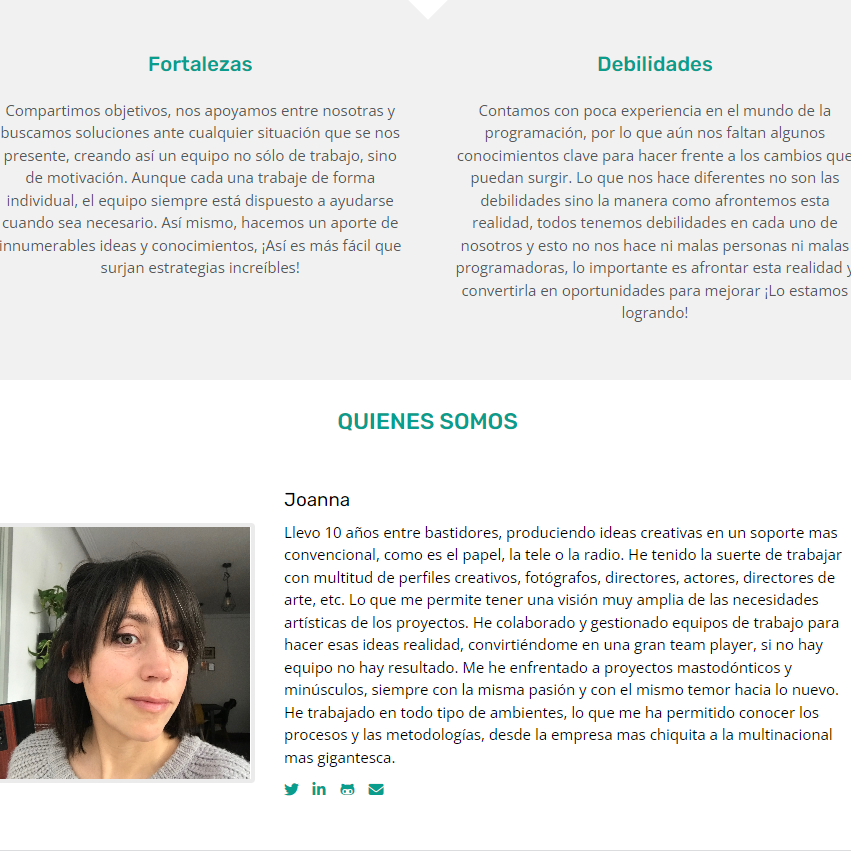 Fortalezas
Compartimos objetivos, nos apoyamos entre nosotras y
buscamos soluciones ante cualquier situación que se nos
presente, creando así un equipo no sólo de trabajo, sino
de motivación. Aunque cada una trabaje de forma
individual, el equipo siempre está dispuesto a ayudarse
cuando sea necesario. Así mismo, hacemos un aporte de
innumerables ideas y conocimientos, ¡Así es más fácil que
surjan estrategias increíbles!
Debilidades
Contamos con poca experiencia en el mundo de la
programación, por lo que aún nos faltan algunos
conocimientos clave para hacer frente a los cambios que
puedan surgir. Lo que nos hace diferentes no son las
debilidades sino la manera como afrontemos esta
realidad, todos tenemos debilidades en cada uno de
nosotros y esto no nos hace ni malas personas ni malas
programadoras, lo importante es afrontar esta realidad y
convertirla en oportunidades para mejorar ¡Lo estamos
logrando!
QUIENES SOMOS
Joanna
Llevo 10 años entre bastidores, produciendo ideas creativas en un soporte mas
convencional, como es el papel, la tele o la radio. He tenido la suerte de trabajar
con multitud de perfiles creativos, fotógrafos, directores, actores, directores de
arte, etc. Lo que me permite tener una visión muy amplia de las necesidades
artísticas de los proyectos. He colaborado y gestionado equipos de trabajo para
hacer esas ideas realidad, convirtiéndome en una gran team player, si no hay
equipo no hay resultado. Me he enfrentado a proyectos mastodónticos y
minúsculos, siempre con la misma pasión y con el mismo temor hacia lo nuevo.
He trabajado en todo tipo de ambientes, lo que me ha permitido conocer los
procesos y las metodologías, desde la empresa mas chiquita a la multinacional
mas gigantesca.